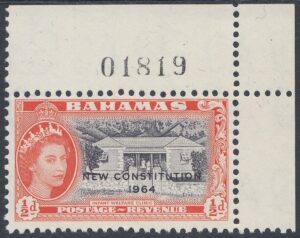 01819
BAHAMAS
NEW CONSTITUTION
1964
INFANT WELFARE CLINIC
½d ½d
POSTAGE-REVENUE